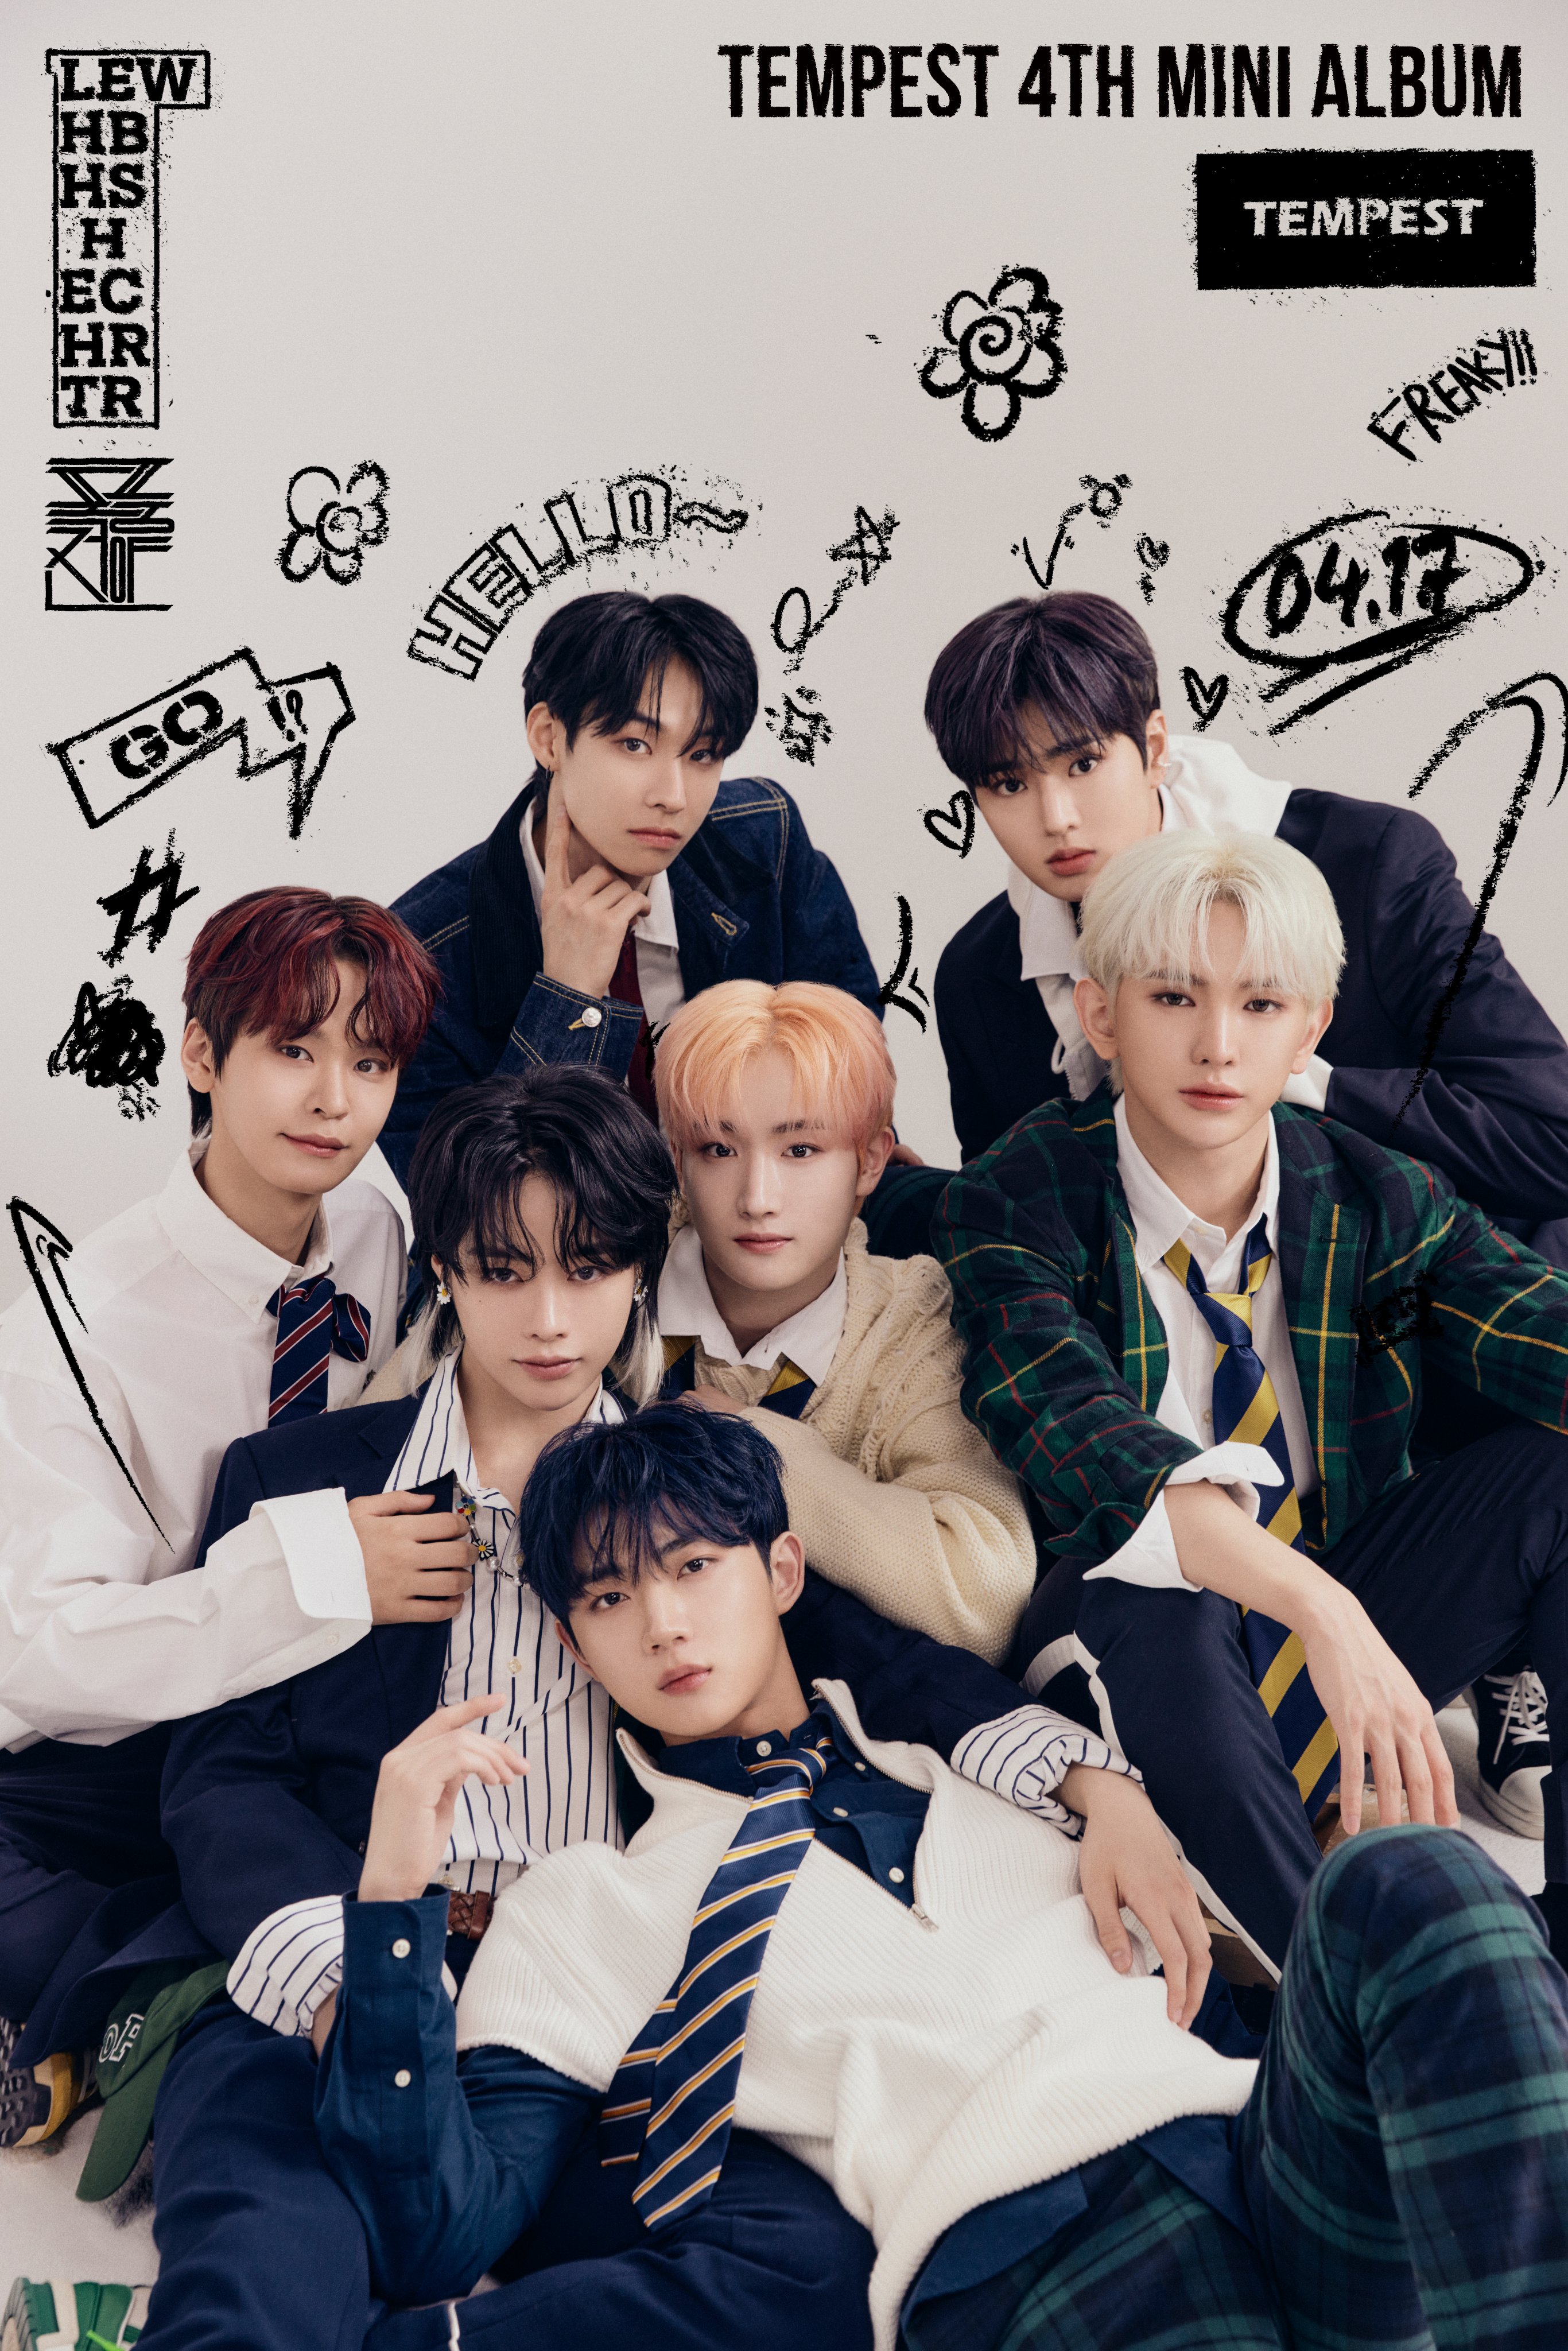 LEW
HB
HS
H
EC
HR
TR
TEMPEST 4TH MINI ALBUM
TEMPEST
FREAKY!!!
HELLO~
04.17
GO !?
#